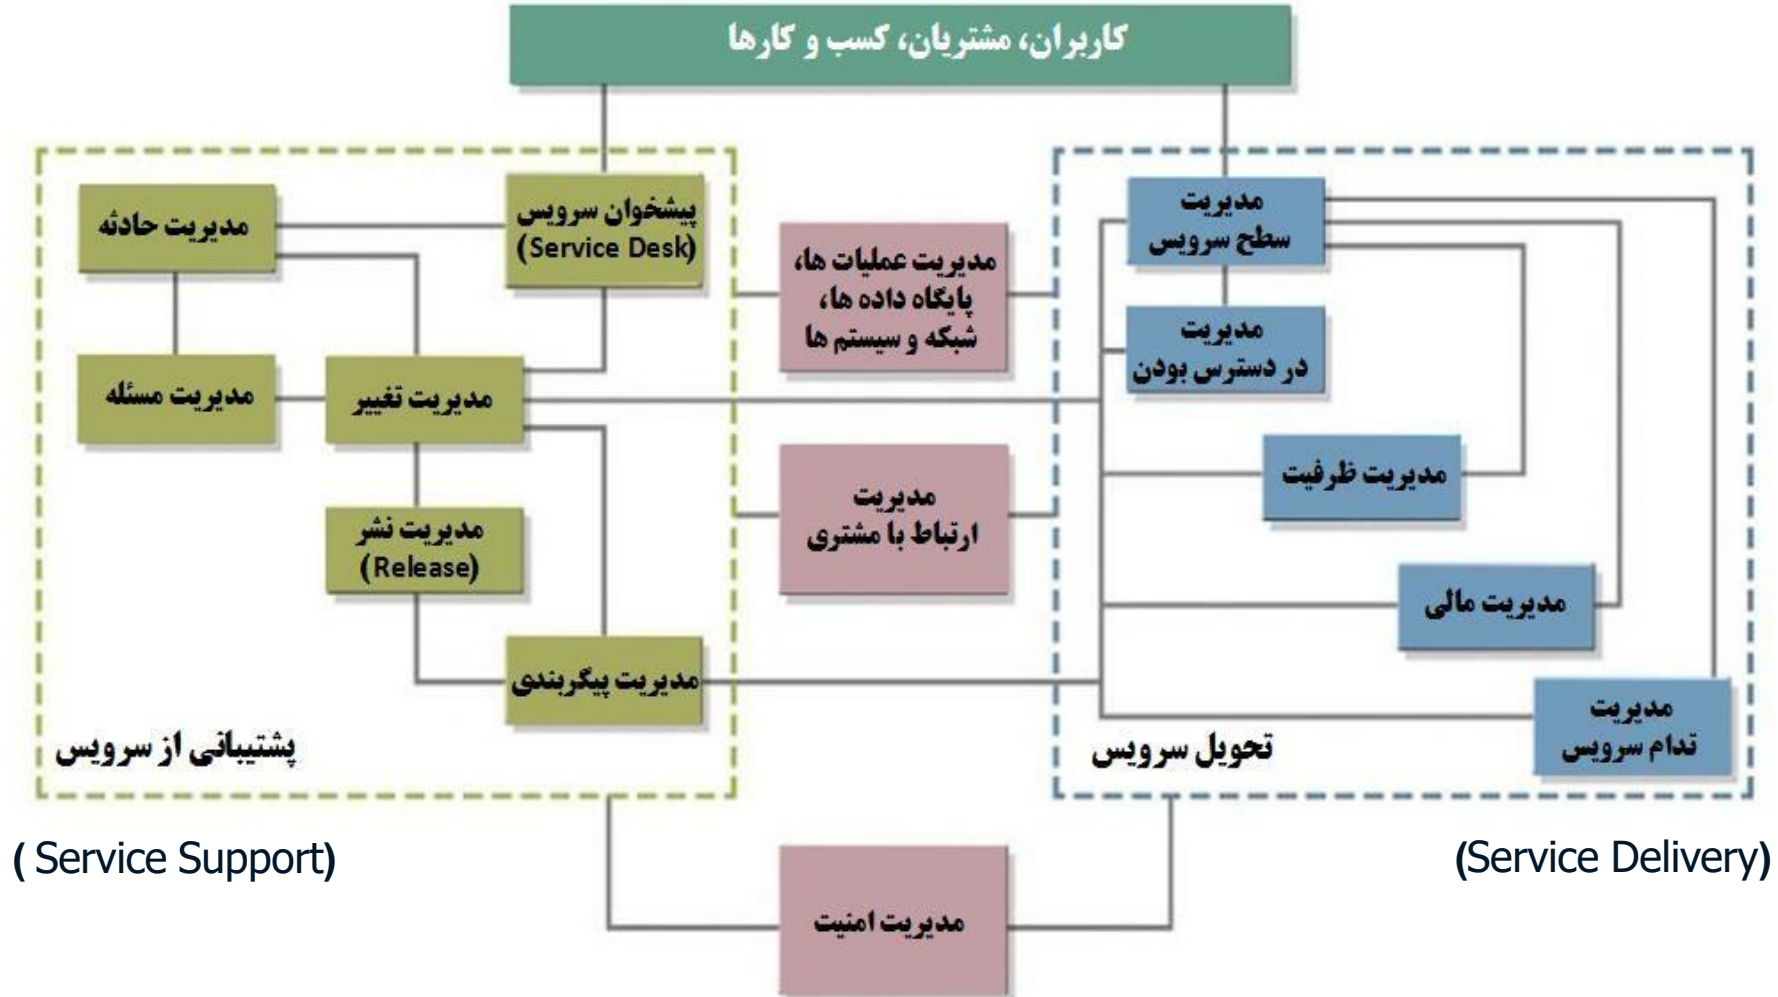 کاربران، مشتریان، کسب و کارها
پیشخوان سرویس
(Service Desk)
مدیریت حادثه
مدیریت مسئله
مدیریت تغییر
مدیریت نشر
(Release)
مدیریت پیگربندی
پشتیبانی از سرویس
( Service Support)
مدیریت عملیات ها،
پایگاه داده ها،
شبکه و سیستم ها
مدیریت
ارتباط با مشتری
مدیریت امنیت
مدیریت
سطح سرویس
مدیریت
در دسترس بودن
مدیریت ظرفیت
مدیریت مالی
مدیریت
تدام سرویس
تحویل سرویس
(Service Delivery)